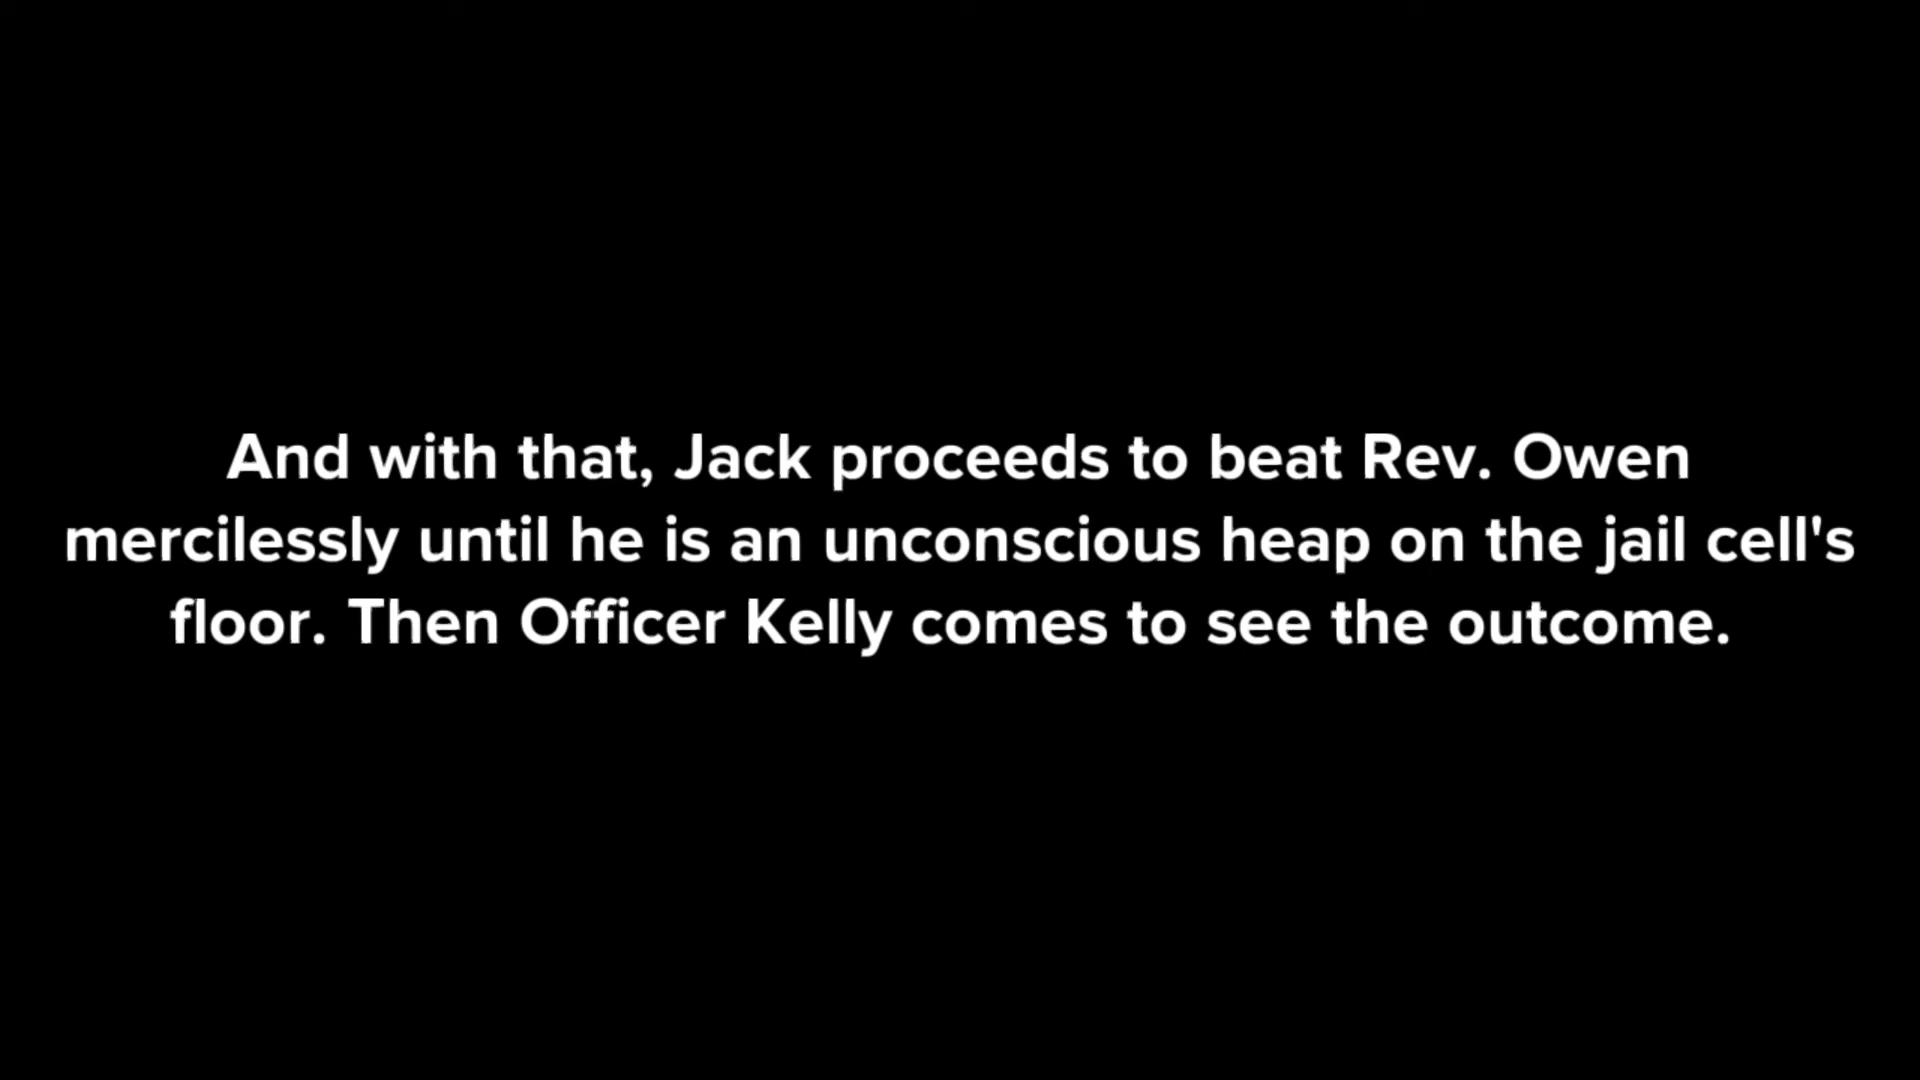 And with that, Jack proceeds to beat Rev. Owen
mercilessly until he is an unconscious heap on the jail cell's
floor. Then Officer Kelly comes to see the outcome.